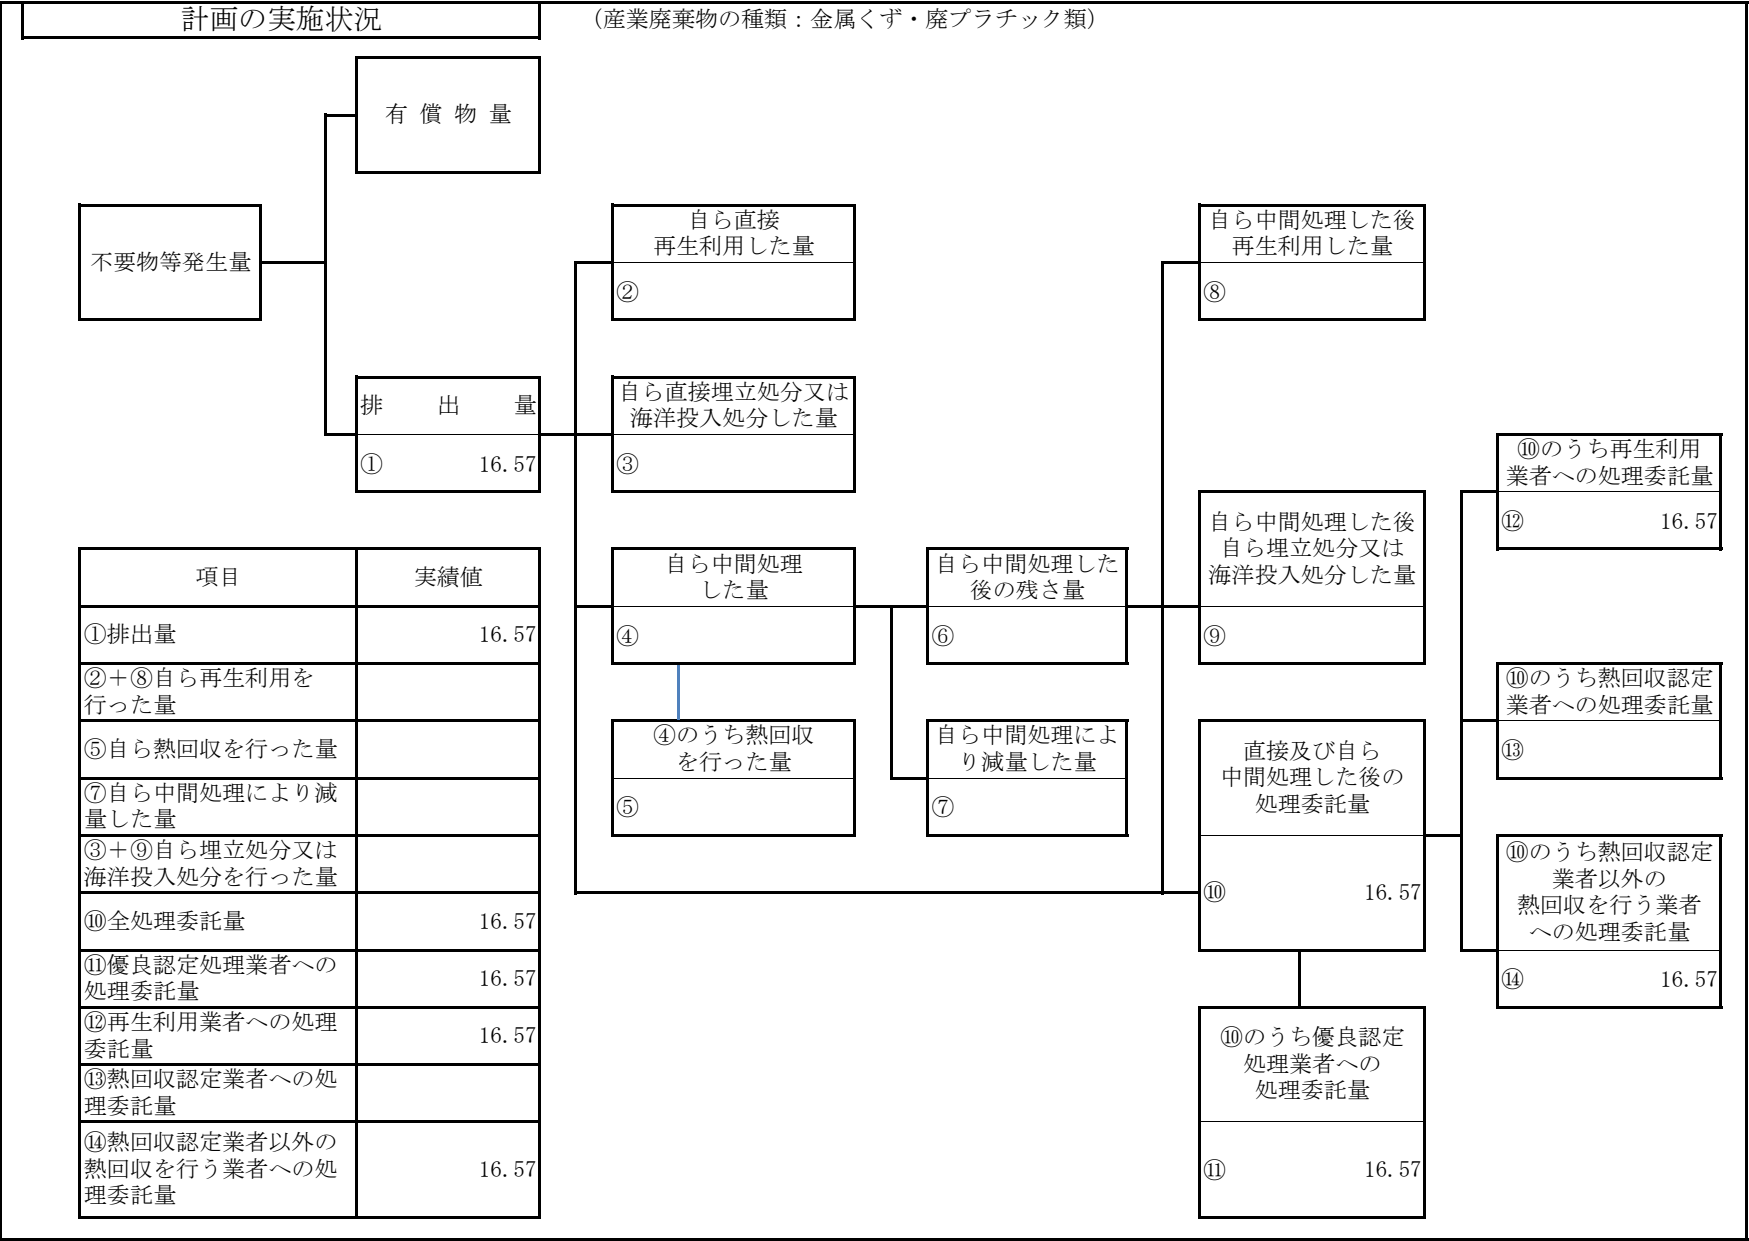 計画の実施状況
（産業廃棄物の種類：金属くず・廃プラチック類）
有 償 物 量
不要物等発生量
自ら直接
再生利用した量
②
自ら中間処理した後
再生利用した量
⑧
排 出 量
① 16.57
自ら直接埋立処分又は
海洋投入処分した量
③
⑩のうち再生利用
業者への処理委託量
⑫ 16.57
自ら中間処理した後
自ら埋立処分又は
海洋投入処分した量
⑨
自ら中間処理
した量
④
自ら中間処理した
後の残さ量
⑥
⑩のうち熱回収認定
業者への処理委託量
⑬
④のうち熱回収
を行った量
⑤
自ら中間処理によ
り減量した量
⑦
直接及び自ら
中間処理した後の
処理委託量
⑩ 16.57
⑩のうち熱回収認定
業者以外の
熱回収を行う業者
への処理委託量
⑭ 16.57
⑩のうち優良認定
処理業者への
処理委託量
⑪ 16.57
項目 実績値
①排出量 16.57
②＋⑧自ら再生利用を
行った量
⑤自ら熱回収を行った量
⑦自ら中間処理により減
量した量
③＋⑨自ら埋立処分又は
海洋投入処分を行った量
⑩全処理委託量 16.57
⑪優良認定処理業者への
処理委託量 16.57
⑫再生利用業者への処理
委託量 16.57
⑬熱回収認定業者への処
理委託量
⑭熱回収認定業者以外の
熱回収を行う業者への処 16.57
理委託量